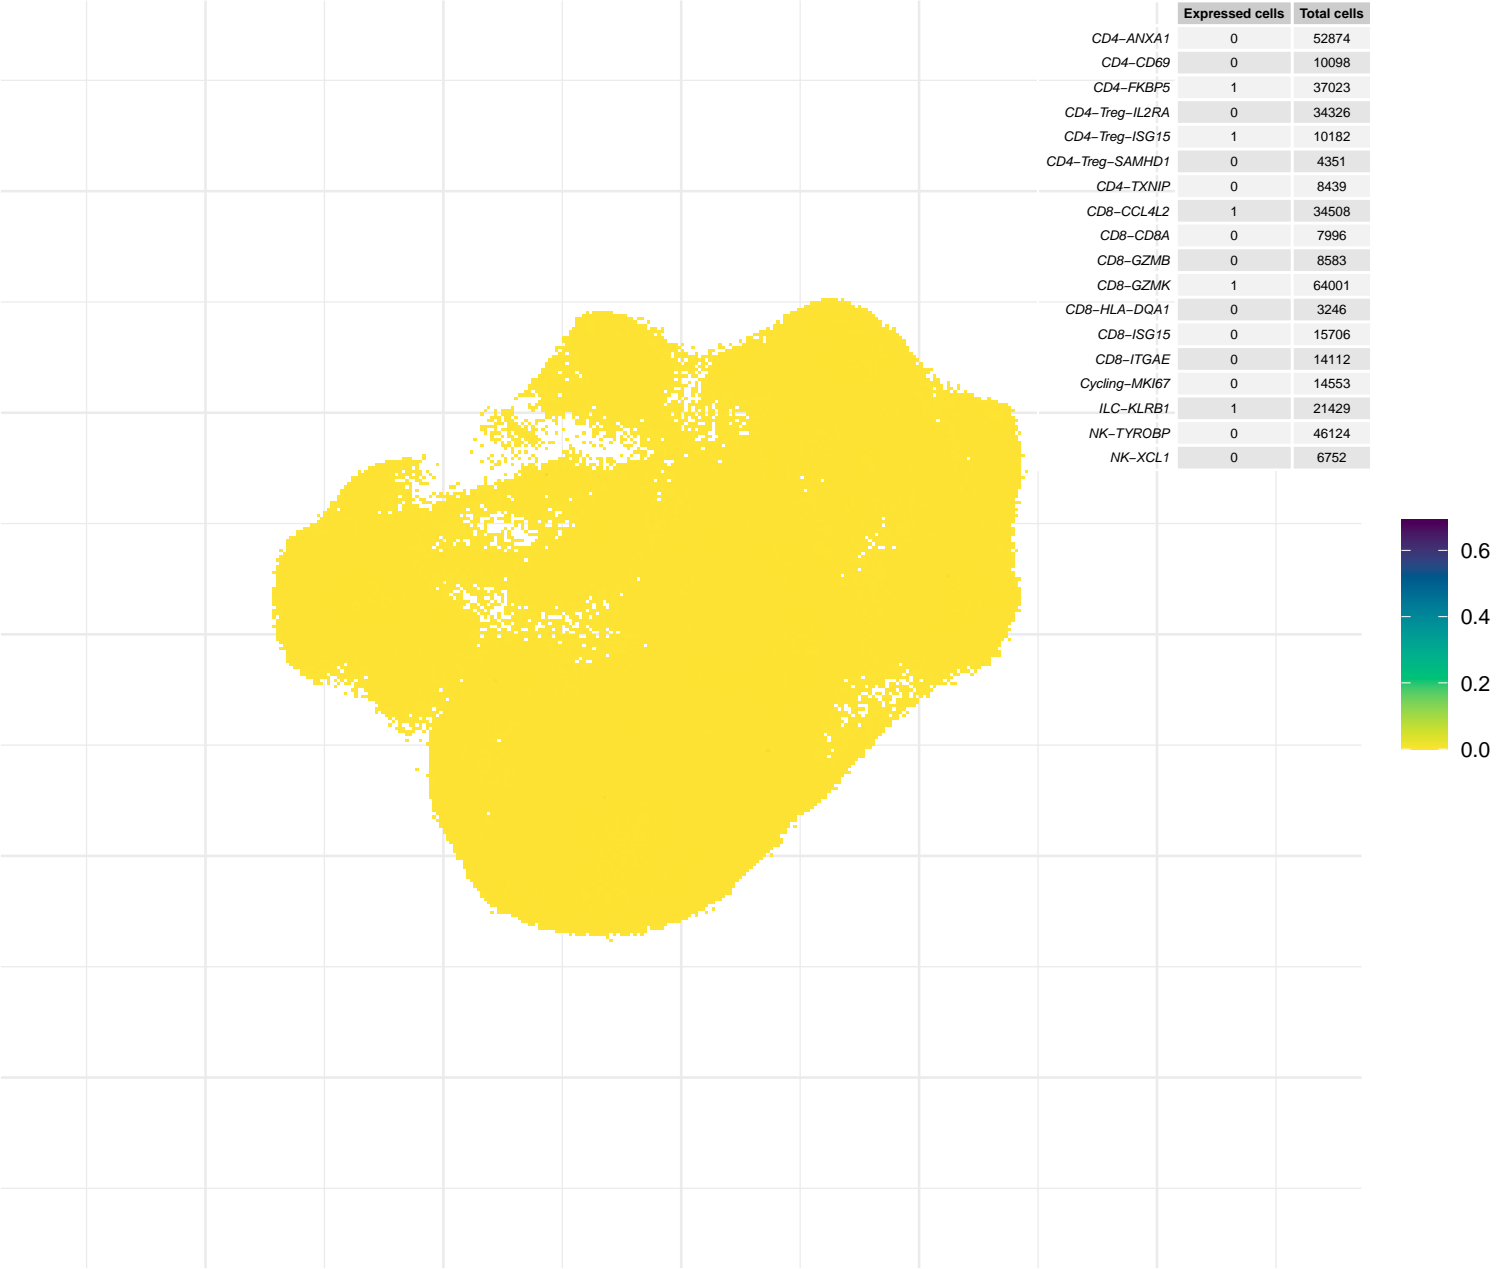 Expressed cells Total cells
CD4−ANXA1 0 52874
CD4−CD69 0 10098
CD4−FKBP5 1 37023
CD4−Treg−IL2RA 0 34326
CD4−Treg−ISG15 1 10182
CD4−Treg−SAMHD1 0 4351
CD4−TXNIP 0 8439
CD8−CCL4L2 1 34508
CD8−CD8A 0 7996
CD8−GZMB 0 8583
CD8−GZMK 1 64001
CD8−HLA−DQA1 0 3246
CD8−ISG15 0 15706
CD8−ITGAE 0 14112
Cycling−MKI67 0 14553
ILC−KLRB1 1 21429
NK−TYROBP 0 46124
NK−XCL1 0 6752
0.6
0.4
0.2
0.0